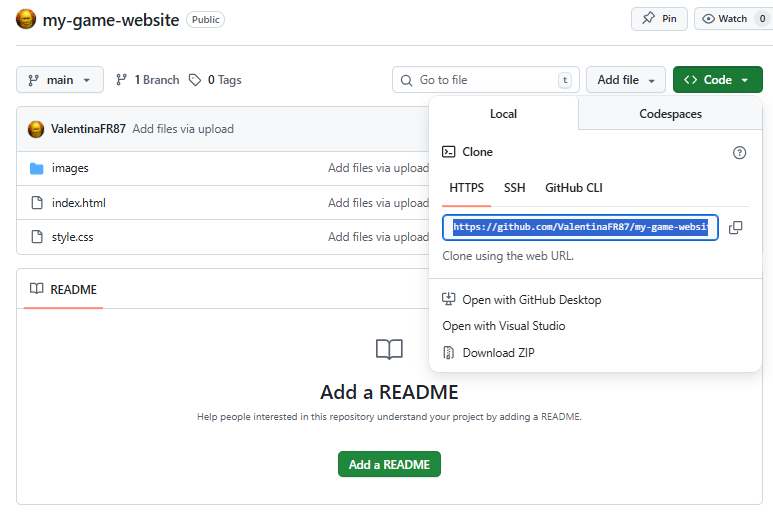 my-game-website Public Pin Watch 0
main 1 Branch 0 Tags Go to file t Add file <> Code
Local Codespaces
ValentinaFR87 Add files via upload
Clone
images Add files via upload
HTTPS SSH GitHub CLI
index.html Add files via upload
https://github.com/ValentinaFR87/my-game-websit
style.css Add files via upload
Clone using the web URL.
README
Open with GitHub Desktop
Open with Visual Studio
Download ZIP
Add a README
Help people interested in this repository understand your project by adding a README.
Add a README